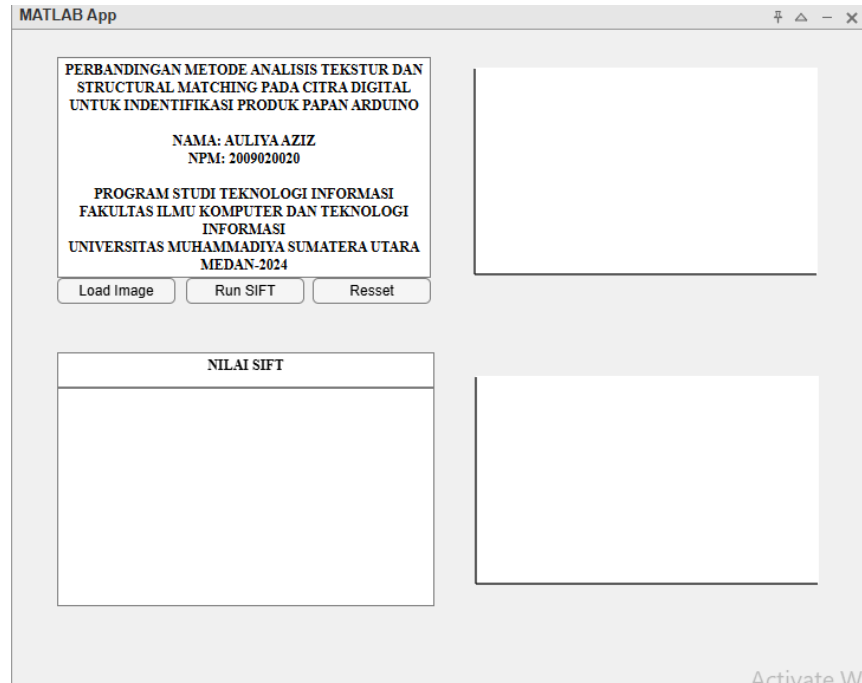 MATLAB App
PERBANDINGAN METODE ANALISIS TEKSTUR DAN
STRUCTURAL MATCHING PADA CITRA DIGITAL
UNTUK INDENTIFIKASI PRODUK PAPAN ARDUINO
NAMA: AULIYA AZIZ
NPM: 2009020020
PROGRAM STUDI TEKNOLOGI INFORMASI
FAKULTAS ILMU KOMPUTER DAN TEKNOLOGI
INFORMASI
UNIVERSITAS MUHAMMADIYA SUMATERA UTARA
MEDAN-2024
Load Image
Run SIFT
Resset
NILAI SIFT
Activate W